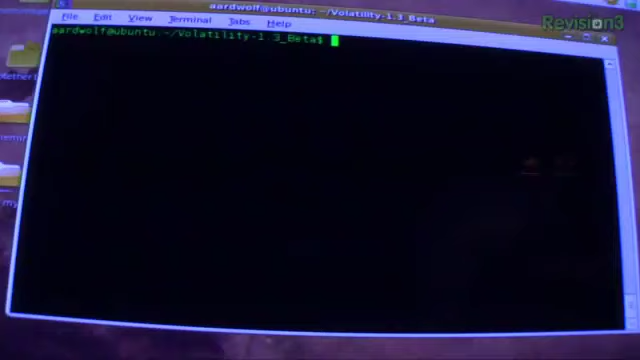 aardwolf@ubuntu: ~/Volatility-1.3_Beta
Revision3
File Edit View Terminal Tabs Help
aardwolf@ubuntu:~/Volatility-1.3_Beta$